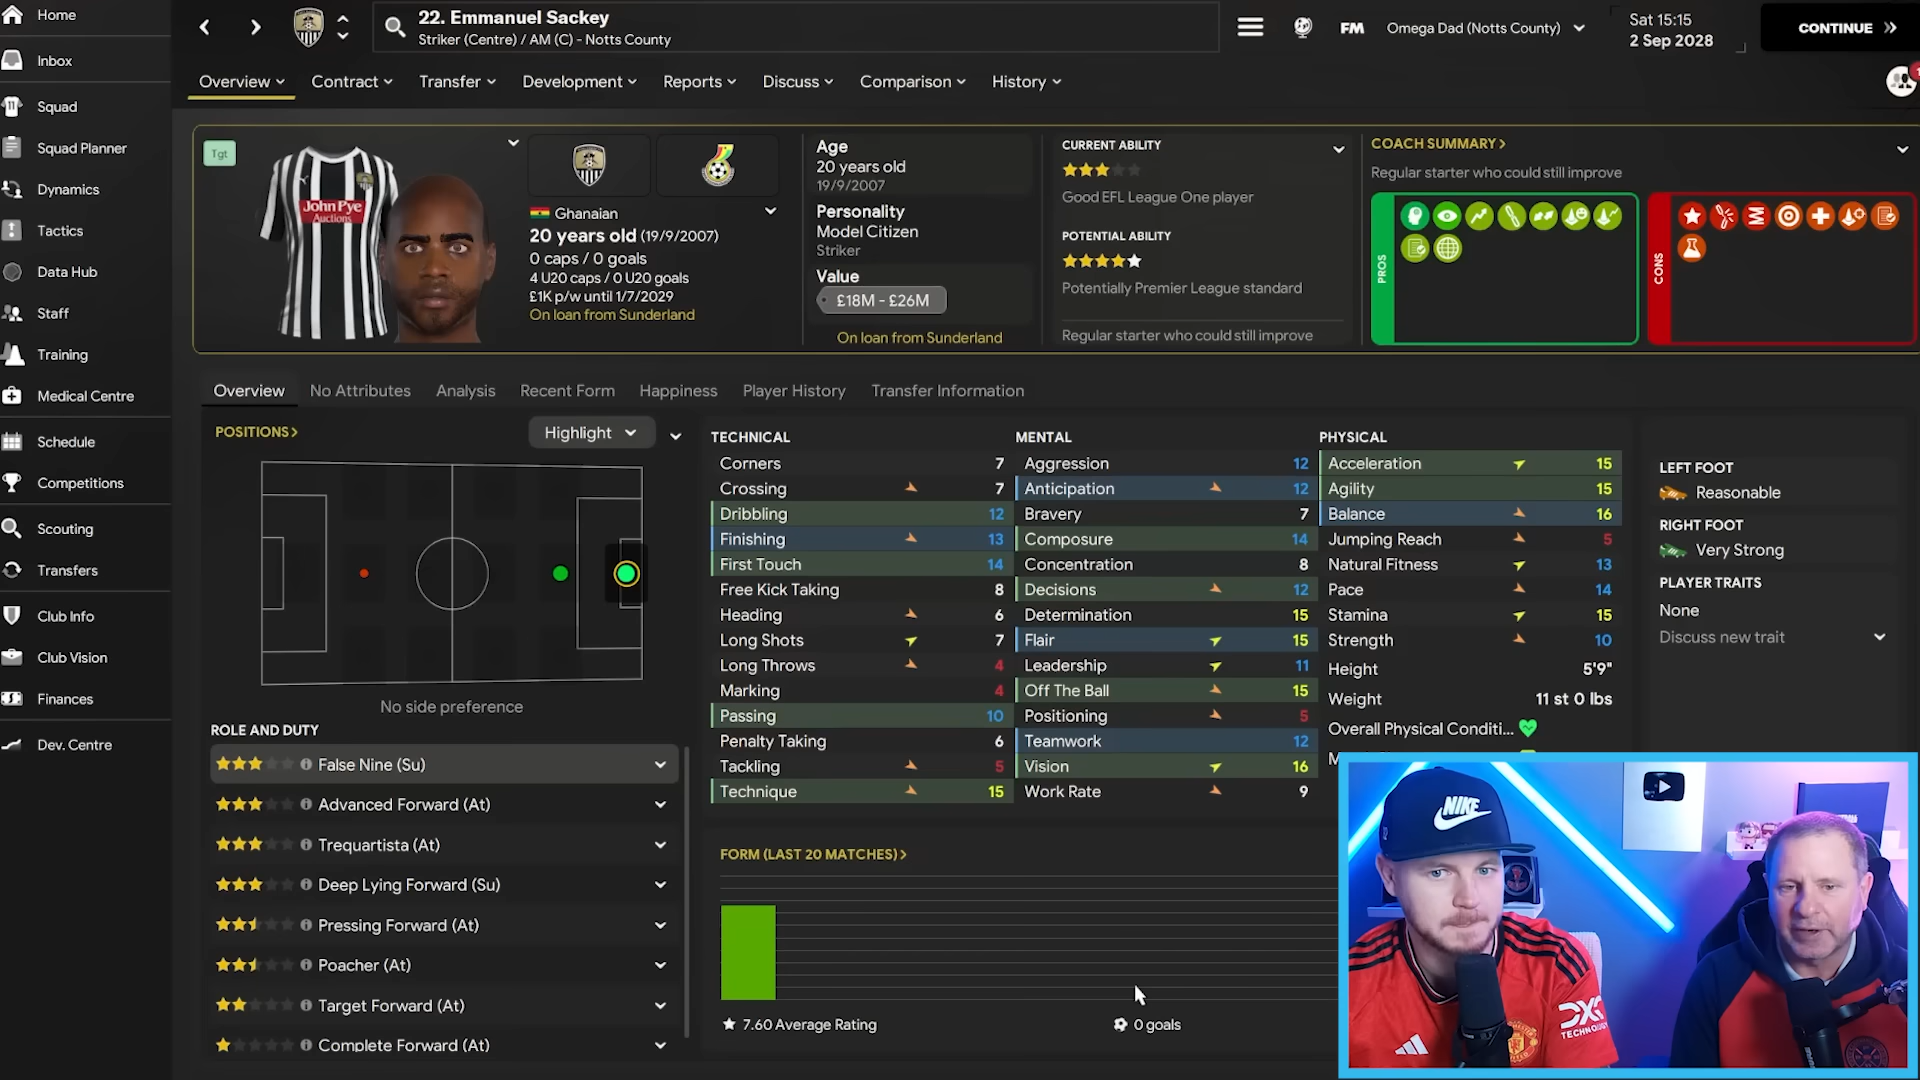 Home
Inbox
Squad
Squad Planner
Dynamics
Tactics
Data Hub
Staff
Training
Medical Centre
Schedule
Competitions
Scouting
Transfers
Club Info
Club Vision
Finances
Dev. Centre
22. Emmanuel Sackey
Striker (Centre) / AM (C) - Notts County
FM
Omega Dad (Notts County)
Sat 15:15
2 Sep 2028
CONTINUE
Overview
Contract
Transfer
Development
Reports
Discuss
Comparison
History
1
Tgt
John Pye
Auctions
Ghanaian
20 years old (19/9/2007)
0 caps / 0 goals
4 U20 caps / 0 U20 goals
£1K p/w until 1/7/2029
On loan from Sunderland
Age
20 years old
19/9/2007
Personality
Model Citizen
Striker
Value
£18M - £26M
On loan from Sunderland
CURRENT ABILITY
Good EFL League One player
POTENTIAL ABILITY
Potentially Premier League standard
Regular starter who could still improve
COACH SUMMARY >
Regular starter who could still improve
PROS
CONS
Overview
No Attributes
Analysis
Recent Form
Happiness
Player History
Transfer Information
POSITIONS >
Highlight
No side preference
ROLE AND DUTY
False Nine (Su)
Advanced Forward (At)
Trequartista (At)
Deep Lying Forward (Su)
Pressing Forward (At)
Poacher (At)
Target Forward (At)
Complete Forward (At)
TECHNICAL
Corners 7
Crossing 7
Dribbling 12
Finishing 13
First Touch 14
Free Kick Taking 8
Heading 6
Long Shots 7
Long Throws 4
Marking 4
Passing 10
Penalty Taking 6
Tackling 5
Technique 15
MENTAL
Aggression 12
Anticipation 12
Bravery 7
Composure 14
Concentration 8
Decisions 12
Determination 15
Flair 15
Leadership 11
Off The Ball 15
Positioning 5
Teamwork 12
Vision 16
Work Rate 9
PHYSICAL
Acceleration 15
Agility 15
Balance 16
Jumping Reach 5
Natural Fitness 13
Pace 14
Stamina 15
Strength 10
Height 5'9"
Weight 11 st 0 lbs
Overall Physical Conditi...
LEFT FOOT
Reasonable
RIGHT FOOT
Very Strong
PLAYER TRAITS
None
Discuss new trait
FORM (LAST 20 MATCHES) >
7.60 Average Rating
0 goals
NIKE
DXC
TECHNOLOGY